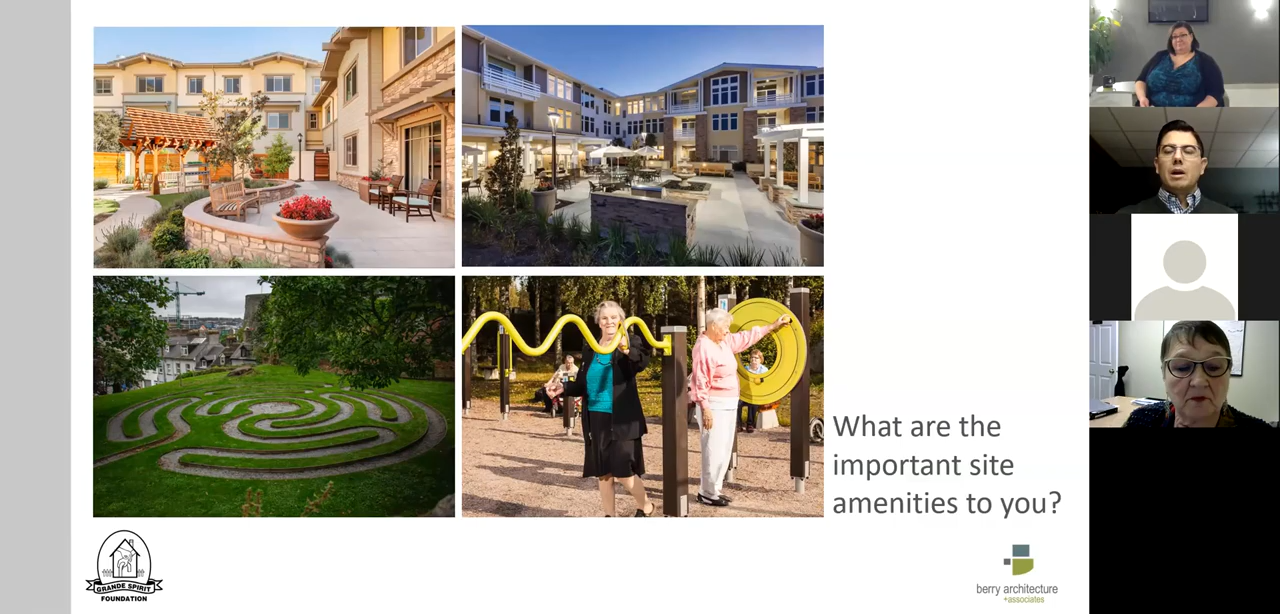 What are the
important site
amenities to you?
GRANDE SPIRIT
FOUNDATION
berry architecture
+associates